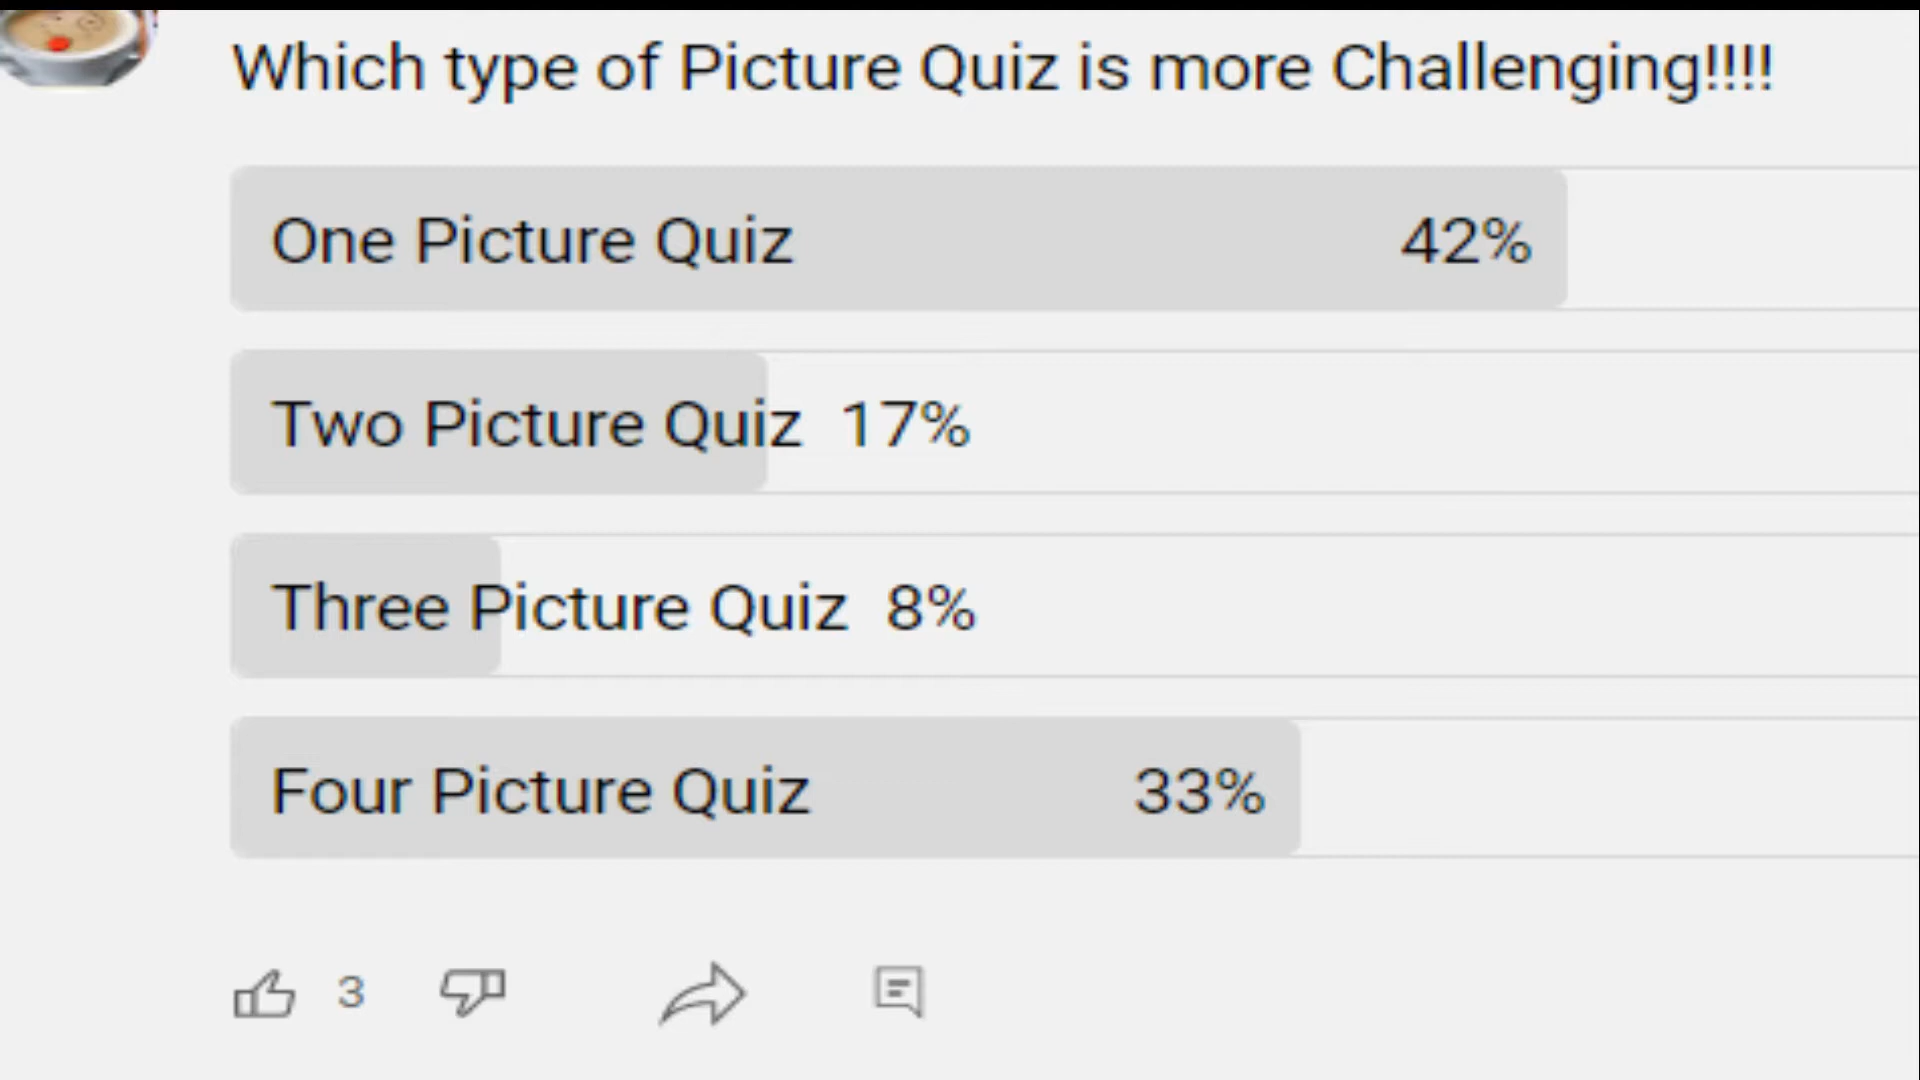 Which type of Picture Quiz is more Challenging!!!!
One Picture Quiz 42%
Two Picture Quiz 17%
Three Picture Quiz 8%
Four Picture Quiz 33%
3